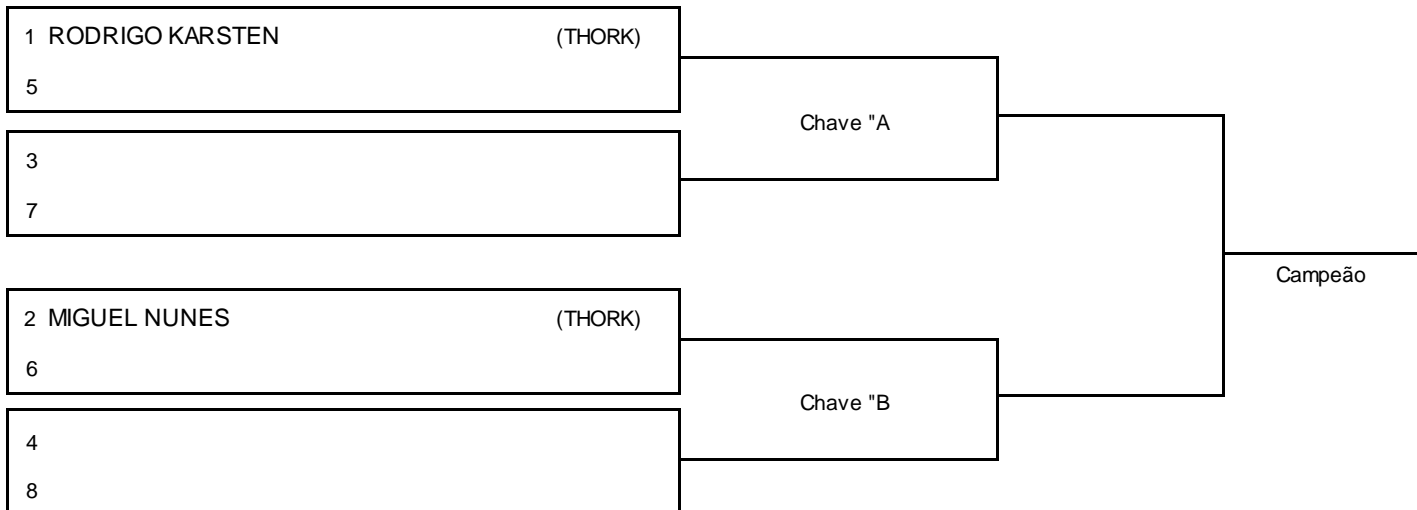 1 RODRIGO KARSTEN (THORK)
5
Chave "A
3
7
Campeão
2 MIGUEL NUNES (THORK)
6
Chave "B
4
8